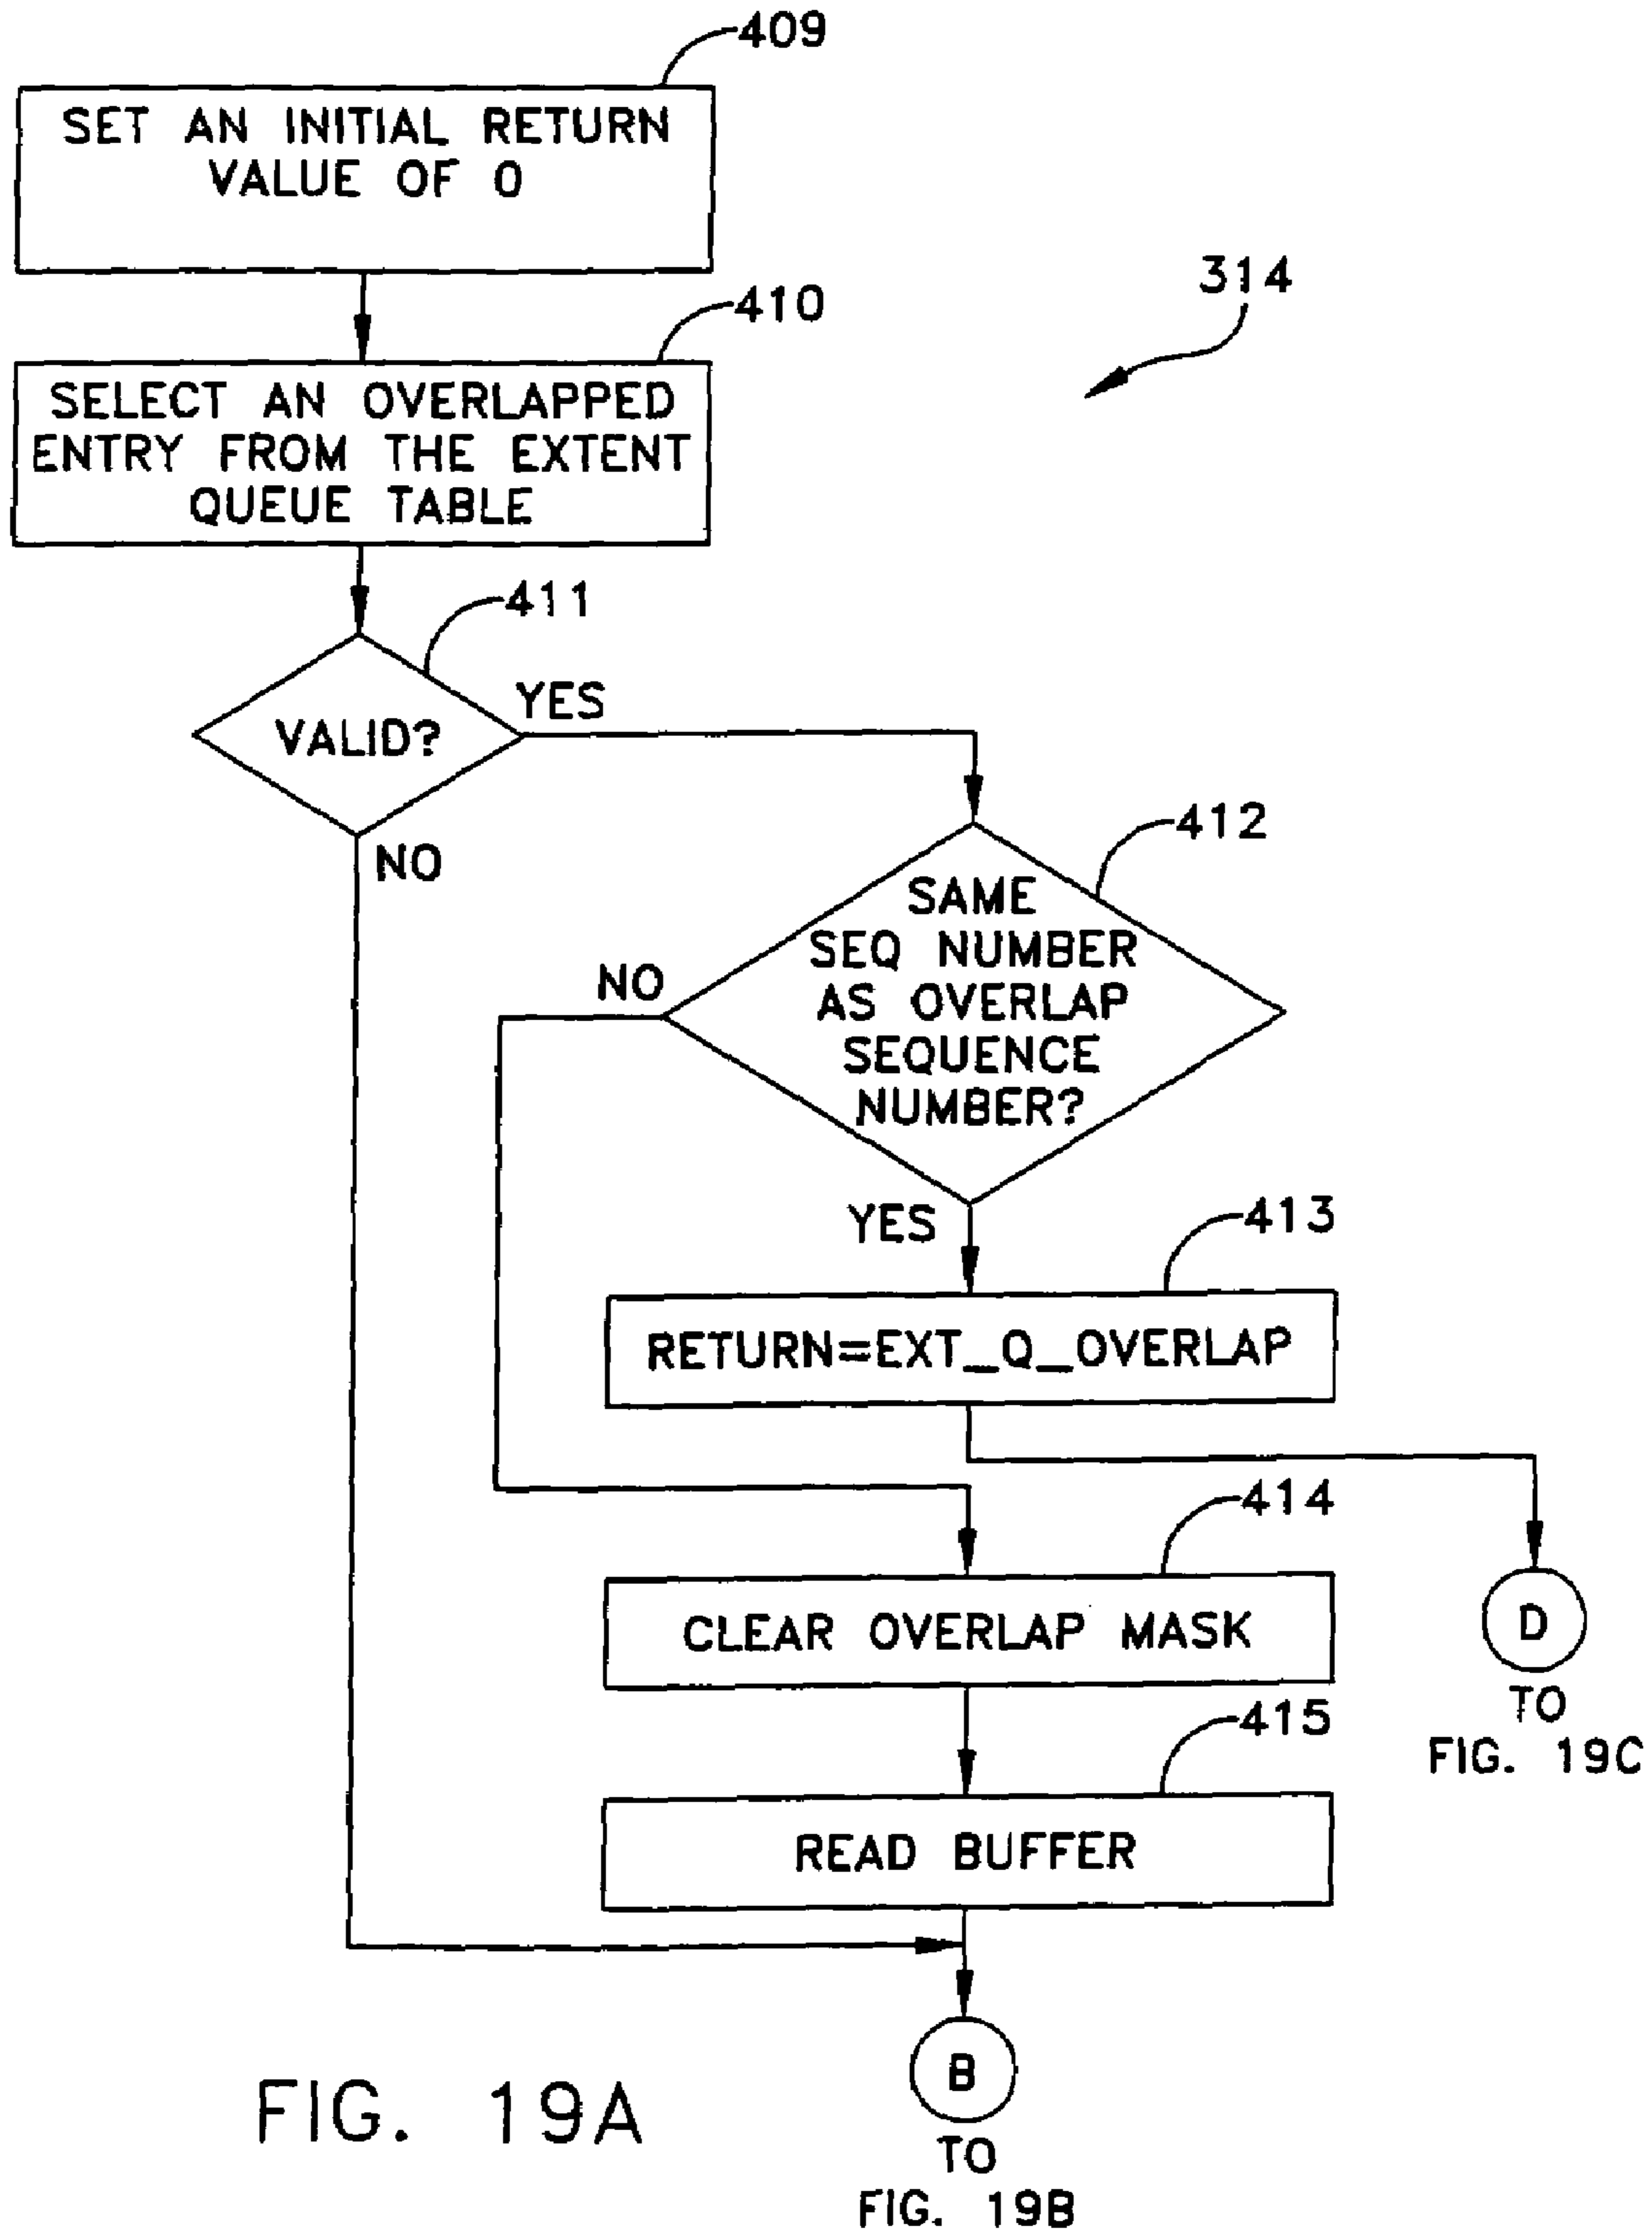 409
SET AN INITIAL RETURN
VALUE OF 0
314
410
SELECT AN OVERLAPPED
ENTRY FROM THE EXTENT
QUEUE TABLE
411
VALID?
YES
NO
412
SAME
SEQ NUMBER
AS OVERLAP
SEQUENCE
NUMBER?
NO
YES
413
RETURN=EXT_Q_OVERLAP
414
CLEAR OVERLAP MASK
D
TO
FIG. 19C
415
READ BUFFER
B
TO
FIG. 19B
FIG. 19A